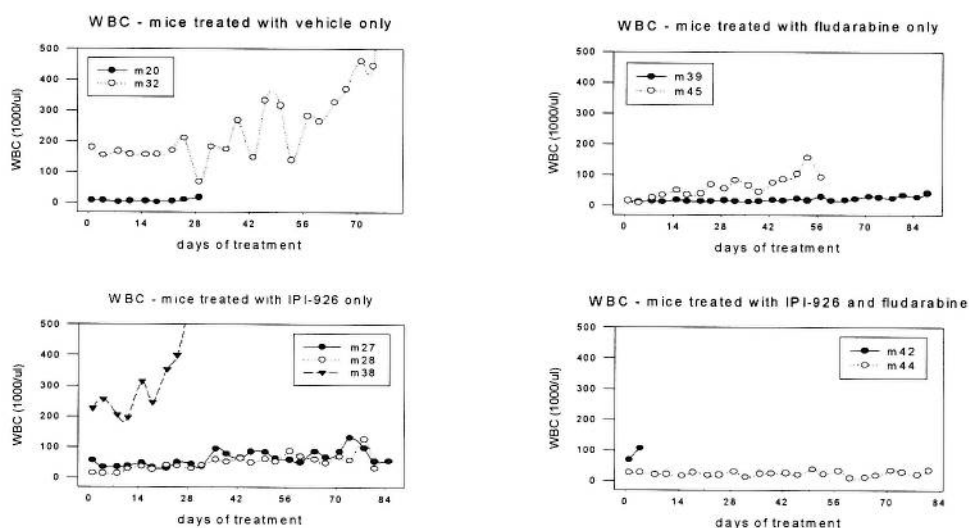 WBC - mice treated with vehicle only
WBC (1000/ul)
500
400
300
200
100
0
m20
m32
0 14 28 42 56 70
days of treatment
WBC - mice treated with fludarabine only
WBC (1000/ul)
500
400
300
200
100
0
m39
m45
0 14 28 42 56 70 84
days of treatment
WBC - mice treated with IPI-926 only
WBC (1000/ul)
500
400
300
200
100
0
m27
m28
m38
0 14 28 42 56 70 84
days of treatment
WBC - mice treated with IPI-926 and fludarabine
WBC (1000/ul)
500
400
300
200
100
0
m42
m44
0 14 28 42 56 70 84
days of treatment